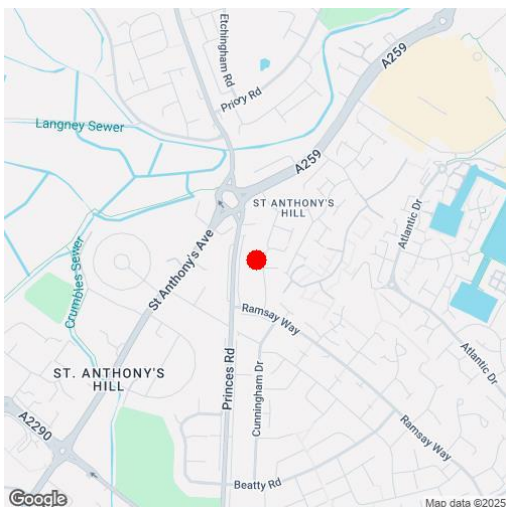 Etchingham Rd
Priory Rd
A259
Langney Sewer
A259
ST ANTHONY'S
HILL
St Anthony's Ave
Atlantic Dr
Crumbles Sewer
Ramsay Way
Atlantic Dr
ST. ANTHONY'S
HILL
Princes Rd
Cunningham Dr
A2290
Ramsay Way
Beatty Rd
Google
Map data ©2025